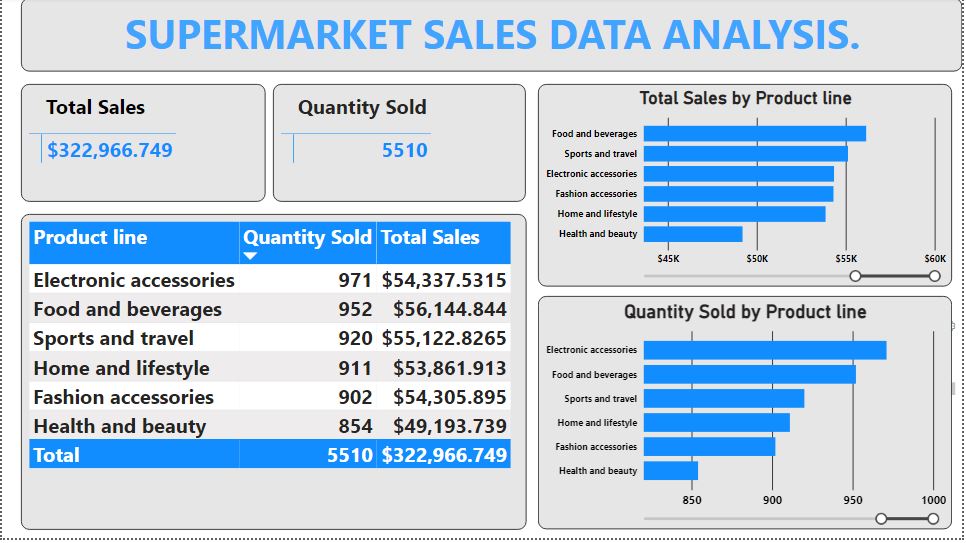 SUPERMARKET SALES DATA ANALYSIS.
Total Sales
$322,966.749
Quantity Sold
5510
Product line Quantity Sold Total Sales
Electronic accessories 971 $54,337.5315
Food and beverages 952 $56,144.844
Sports and travel 920 $55,122.8265
Home and lifestyle 911 $53,861.913
Fashion accessories 902 $54,305.895
Health and beauty 854 $49,193.739
Total 5510 $322,966.749
Total Sales by Product line
Food and beverages
Sports and travel
Electronic accessories
Fashion accessories
Home and lifestyle
Health and beauty
$45K $50K $55K $60K
Quantity Sold by Product line
Electronic accessories
Food and beverages
Sports and travel
Home and lifestyle
Fashion accessories
Health and beauty
850 900 950 1000